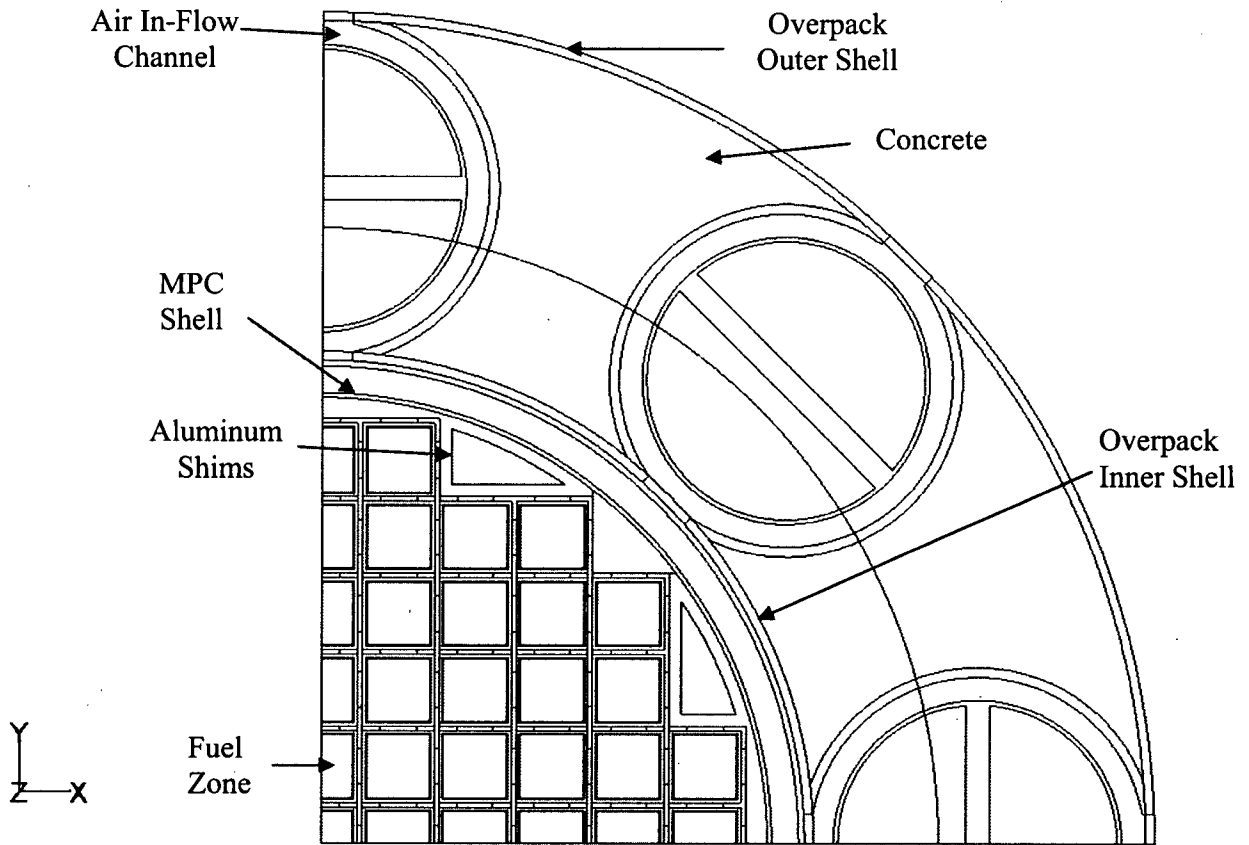 Air In-Flow
Channel
Overpack
Outer Shell
Concrete
MPC
Shell
Aluminum
Shims
Overpack
Inner Shell
Fuel
Zone
Y
Z
X